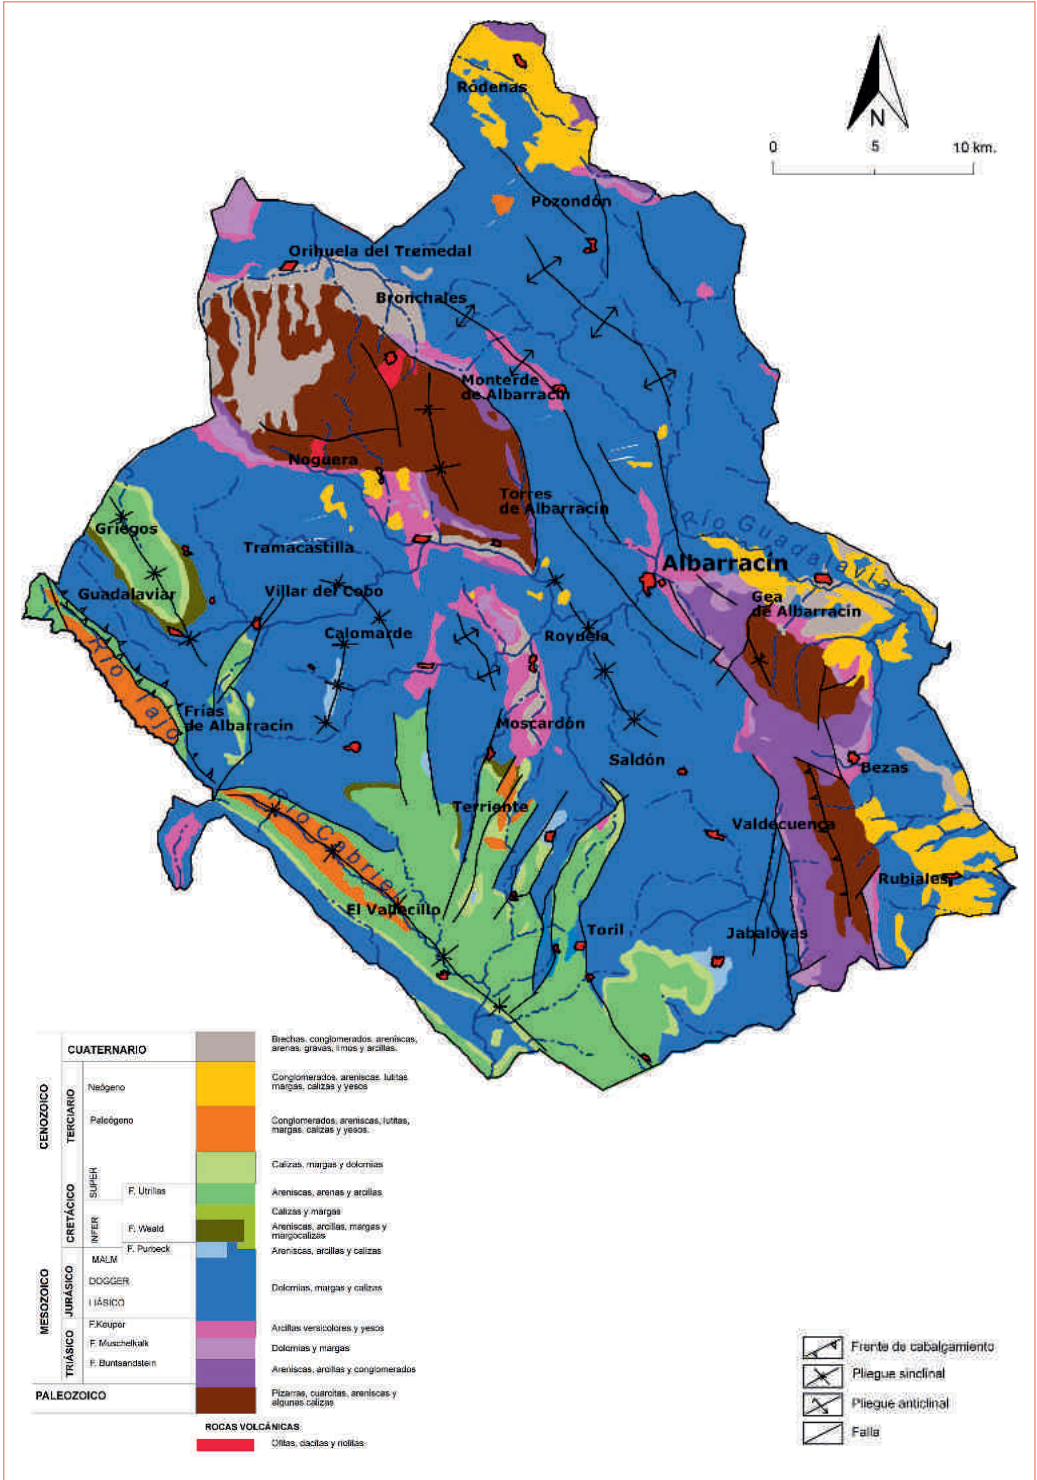 Ródenas
N
0 5 10 km.
Pozondón
Orihuela del Tremedal
Bronchales
Monterde
de Albarracín
Noguera
Torres
de Albarracín
Río Guadalaviar
Griegos
Tramacastilla
Albarracín
Guadalaviar
Villar del Cobo
Gea
de Albarracín
Calomarde
Royuela
Río Tajo
Frías
de Albarracín
Moscardón
Saldón
Bezas
Río Cabriel
Terriente
Valdecuenca
Rubiales
El Vallecillo
Toril
Jabaloyas
CENOZOICO
MESOZOICO
CUATERNARIO
Brechas, conglomerados, areniscas,
arenas, gravas, limos y arcillas.
TERCIARIO
Neógeno
Conglomerados, areniscas, lutitas
margas, calizas y yesos
Paleógeno
Conglomerados, areniscas, lutitas,
margas, calizas y yesos.
CRETÁCICO
SUPER
Calizas, margas y dolomias
F. Utrillas
Areniscas, arenas y arcillas
INFER
Calizas y margas
F. Weald
Areniscas, arcillas, margas y
margocalizas
F. Purbeck
Areniscas, arcillas y calizas
JURÁSICO
MALM
DOGGER
LIÁSICO
Dolomias, margas y calizas
TRIÁSICO
F.Keuper
Arcillas versicolores y yesos
F. Muschelkalk
Dolomias y margas
F. Buntsandstein
Areniscas, arcillas y conglomerados
PALEOZOICO
Pizarras, cuarcitas, areniscas y
algunas calizas
ROCAS VOLCÁNICAS
Ofitas, dacitas y riolitas
Frente de cabalgamiento
Pliegue sinclinal
Pliegue anticlinal
Falla